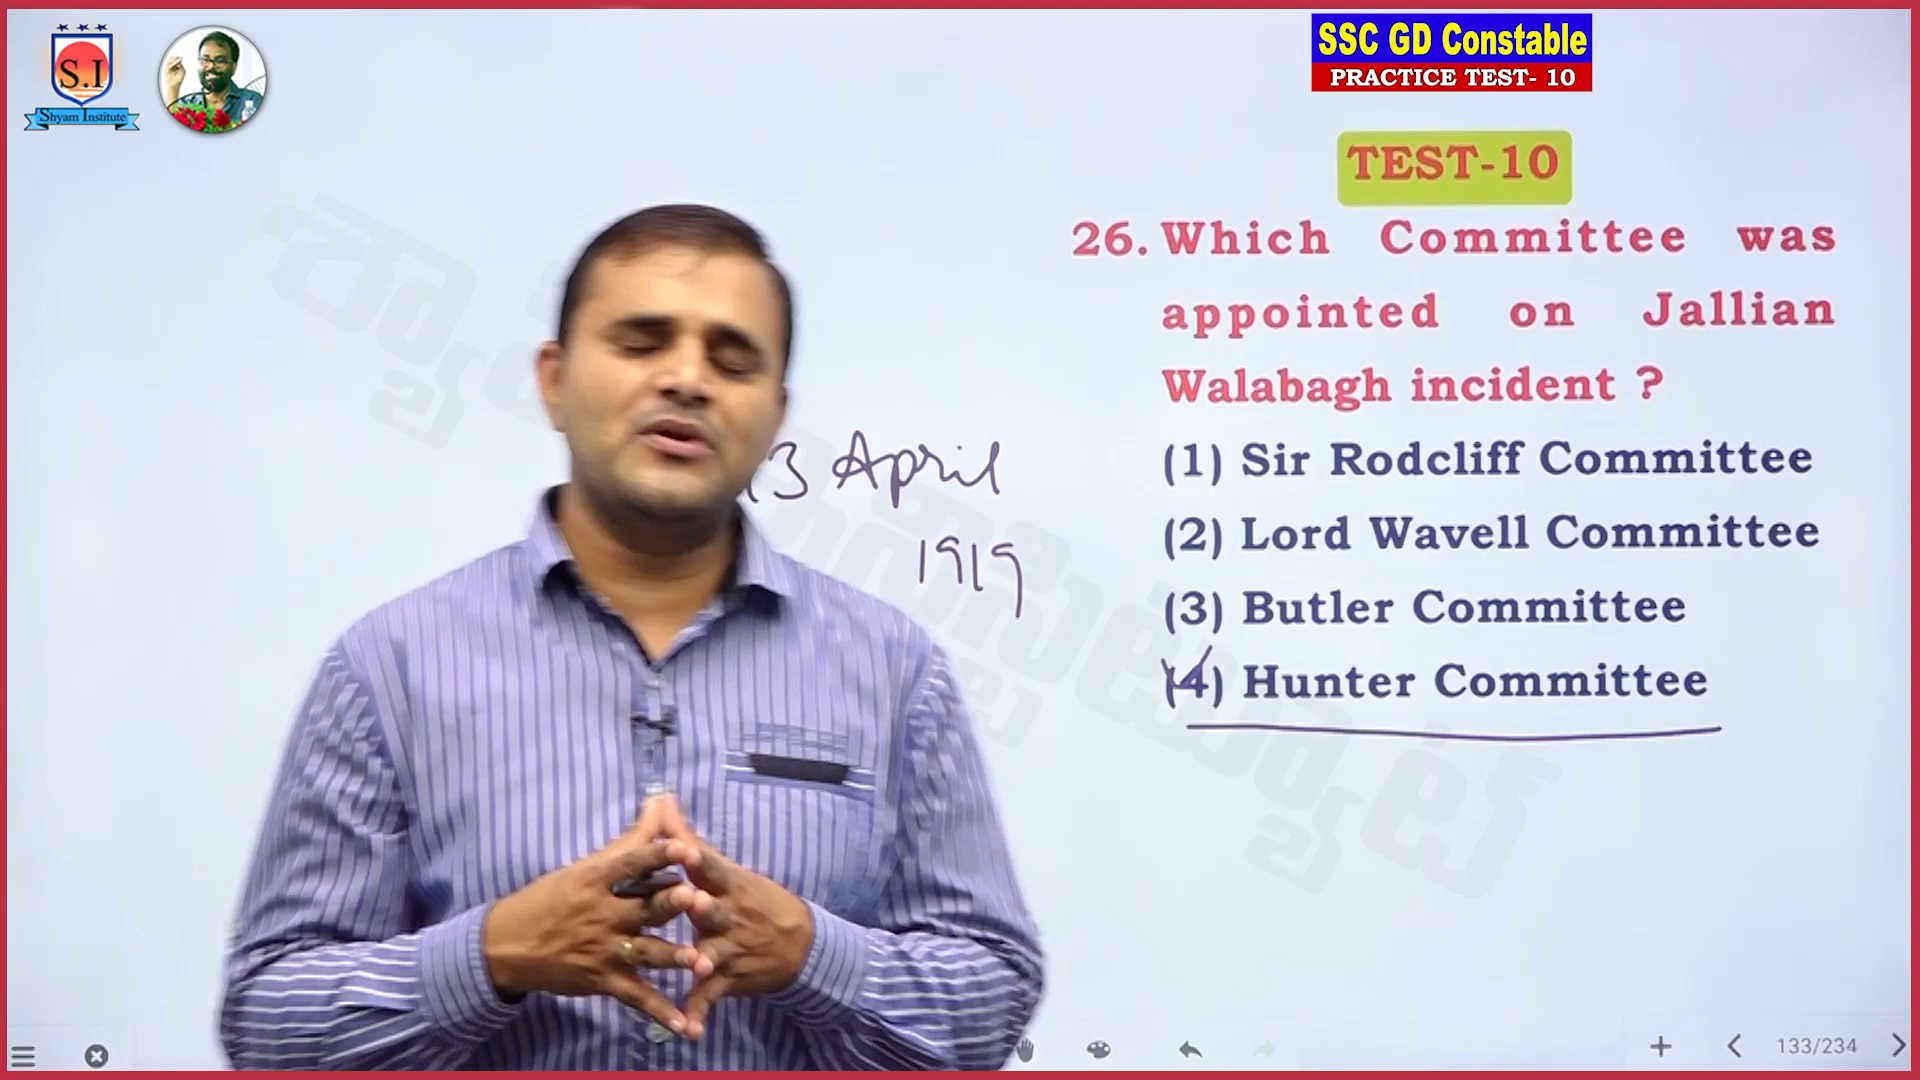 S.I
Shyam Institute
SSC GD Constable
PRACTICE TEST- 10
TEST-10
26. Which Committee was
appointed on Jallian
Walabagh incident ?
(1) Sir Rodcliff Committee
(2) Lord Wavell Committee
(3) Butler Committee
(4) Hunter Committee
13 April
1919
133/234